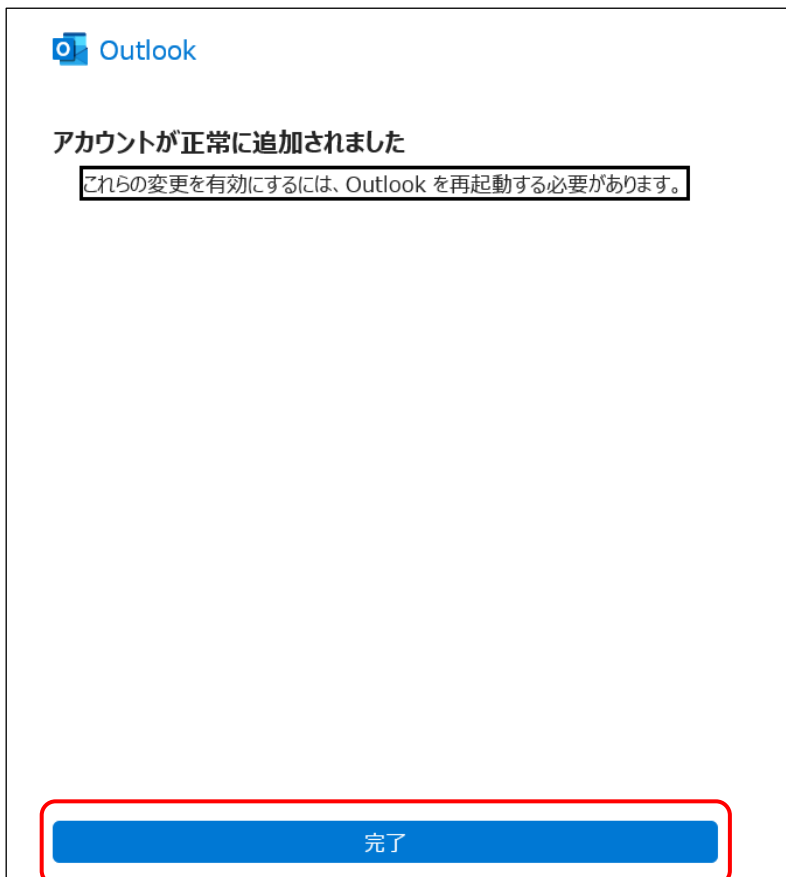 Outlook
アカウントが正常に追加されました
これらの変更を有効にするには、Outlook を再起動する必要があります。
完了